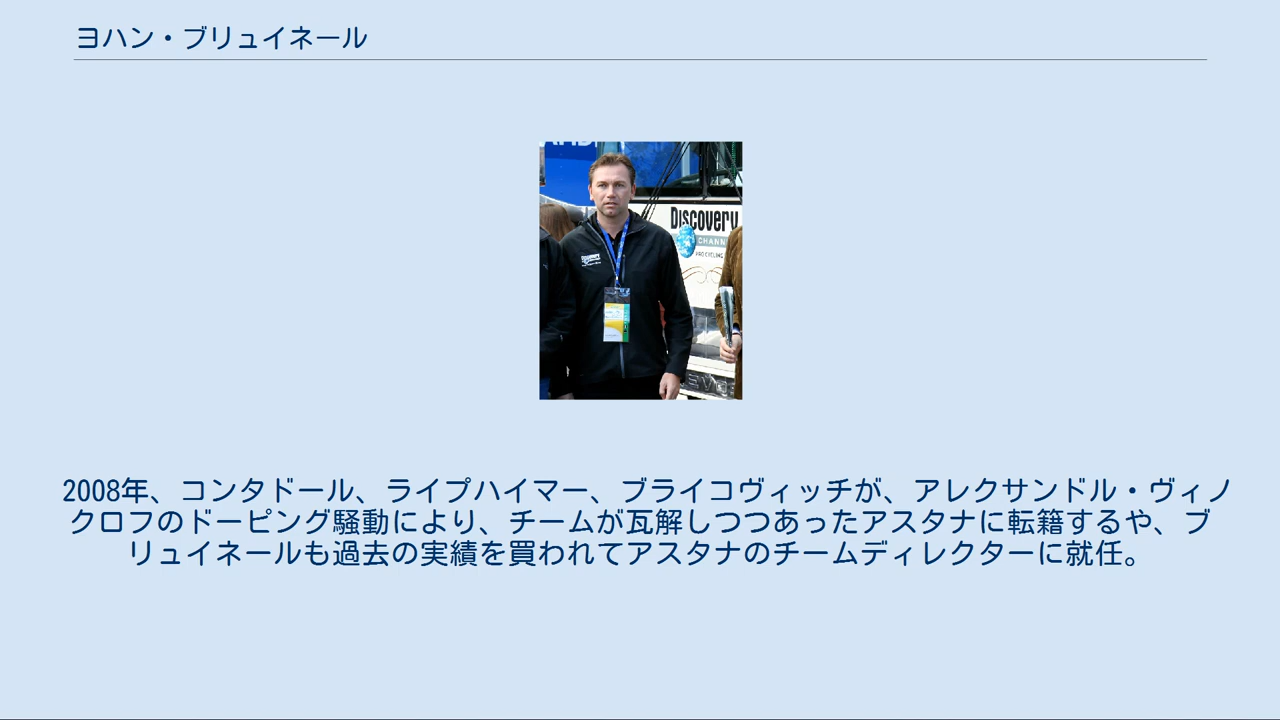 ヨハン・ブリュイネール
Discovery
CHANN
PRO CYCLING
Discovery
2008年、コンタドール、ライプハイマー、ブライコヴィッチが、アレクサンドル・ヴィノ
クロフのドーピング騒動により、チームが瓦解しつつあったアスタナに転籍するや、ブ
リュイネールも過去の実績を買われてアスタナのチームディレクターに就任。